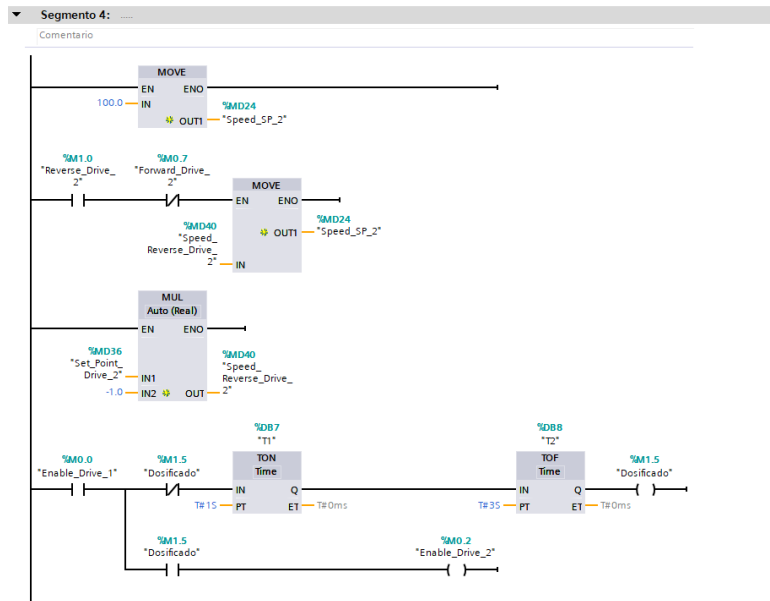 Segmento 4: .....
Comentario
MOVE
EN ENO
100.0 IN
%MD24
OUT1 "Speed_SP_2"
%M1.0 %M0.7
"Reverse_Drive_ "Forward_Drive_
2" 2"
MOVE
EN ENO
%MD40 %MD24
"Speed_ OUT1 "Speed_SP_2"
Reverse_Drive_
2" IN
MUL
Auto (Real)
EN ENO
%MD36 %MD40
"Set_Point_ "Speed_
Drive_2" IN1 Reverse_Drive_
-1.0 IN2 OUT 2"
%DB7 %DB8
"T1" "T2"
%M0.0 %M1.5 TON TOF %M1.5
"Enable_Drive_1" "Dosificado" Time Time "Dosificado"
IN Q IN Q
T#1S PT ET T#0ms T#3S PT ET T#0ms
%M1.5 %M0.2
"Dosificado" "Enable_Drive_2"